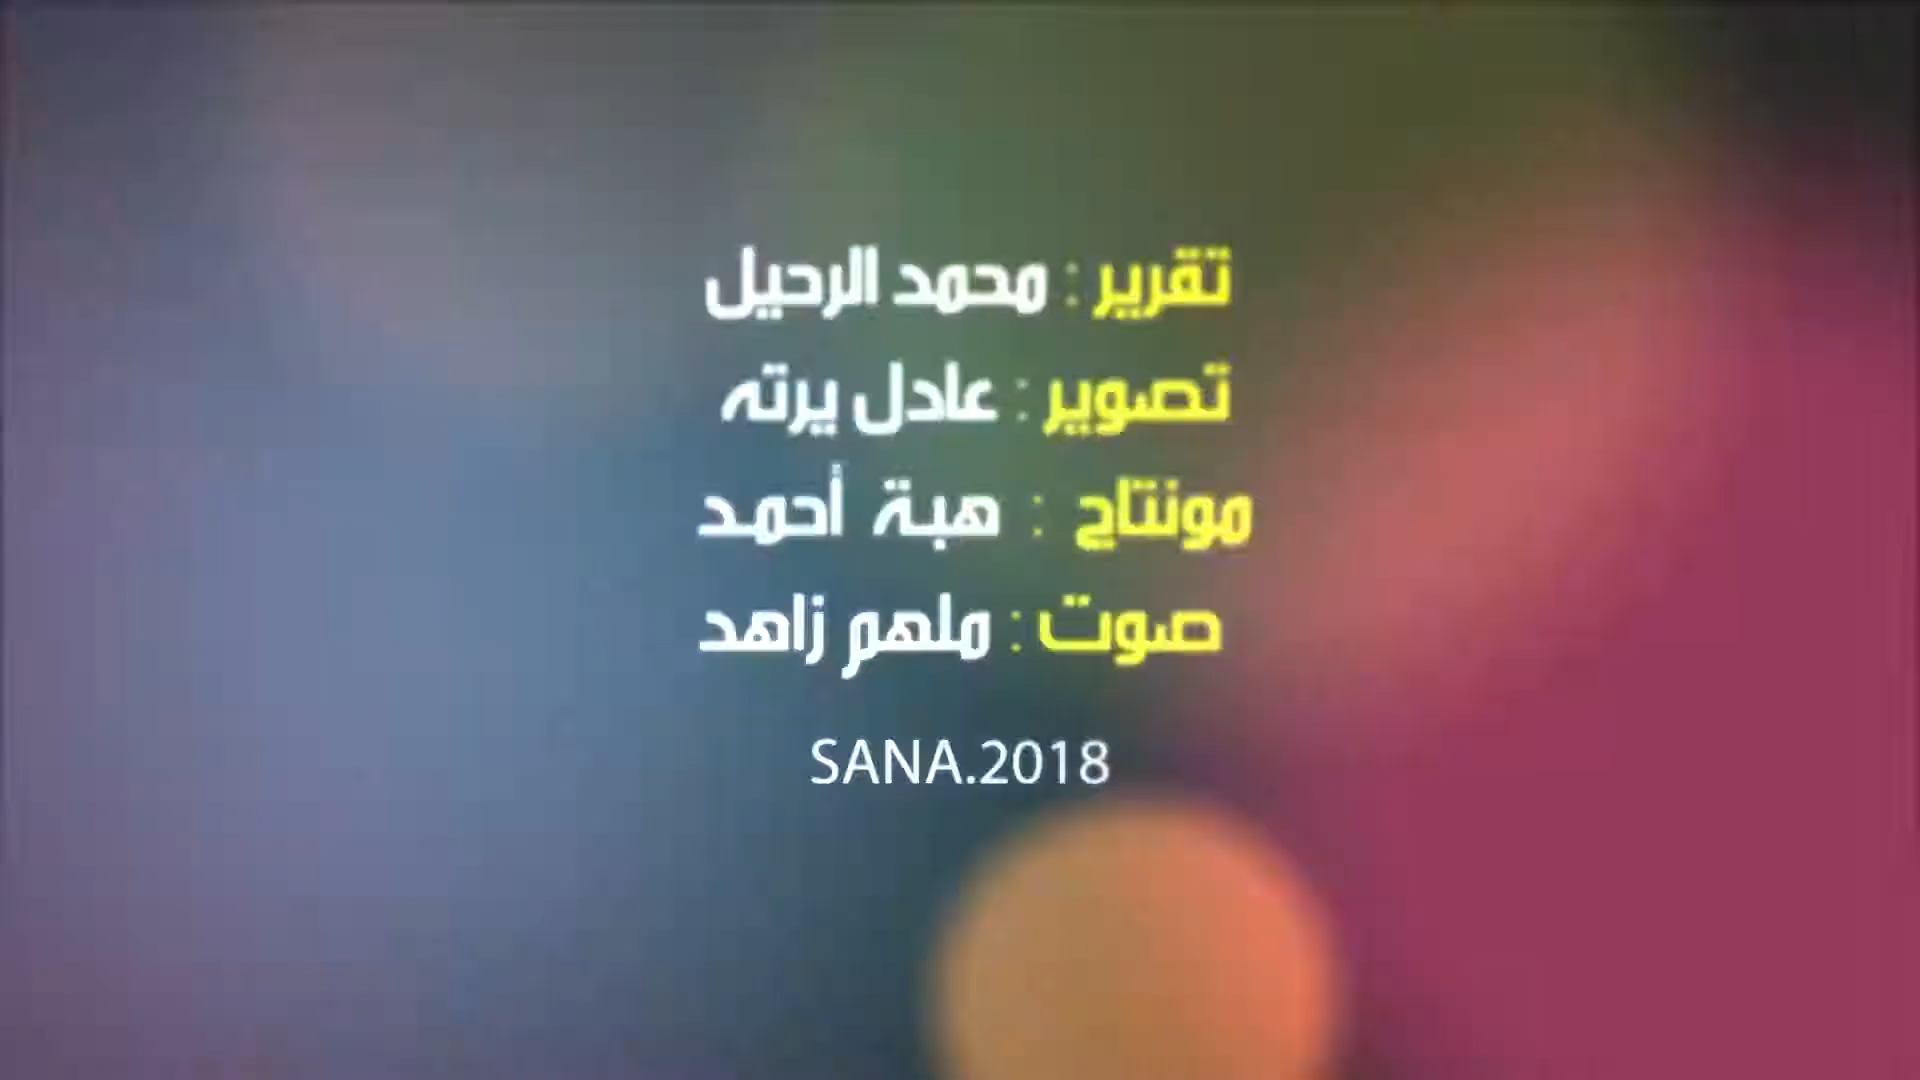 تقرير : محمد الرحيل
تصوير : عادل يرته
مونتاج : هبة أحمد
صوت : ملهم زاهد
SANA.2018